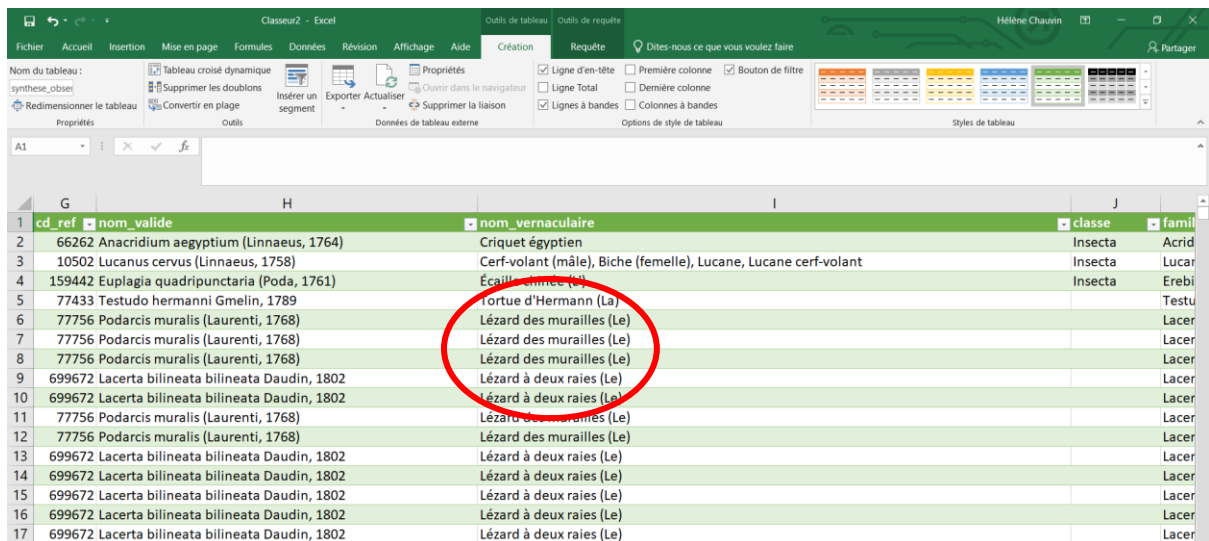 Classeur2 - Excel
Outils de tableau Outils de requête
Hélène Chauvin
Fichier Accueil Insertion Mise en page Formules Données Révision Affichage Aide Création Requête Dites-nous ce que vous voulez faire Partager
Nom du tableau :
synthese_obser
Redimensionner le tableau
Propriétés
Tableau croisé dynamique
Supprimer les doublons
Convertir en plage
Insérer un segment
Outils
Exporter Actualiser
Propriétés
Ouvrir dans le navigateur
Supprimer la liaison
Données de tableau externe
Ligne d'en-tête Première colonne Bouton de filtre
Ligne Total Dernière colonne
Lignes à bandes Colonnes à bandes
Options de style de tableau
Styles de tableau
A1 fx
G H I J
1 cd_ref nom_valide nom_vernaculaire classe famil
2 66262 Anacridium aegyptium (Linnaeus, 1764) Criquet égyptien Insecta Acrid
3 10502 Lucanus cervus (Linnaeus, 1758) Cerf-volant (mâle), Biche (femelle), Lucane, Lucane cerf-volant Insecta Lucar
4 159442 Euplagia quadripunctaria (Poda, 1761) Écaille chinée (L') Insecta Erebi
5 77433 Testudo hermanni Gmelin, 1789 Tortue d'Hermann (La) Testu
6 77756 Podarcis muralis (Laurenti, 1768) Lézard des murailles (Le) Lacer
7 77756 Podarcis muralis (Laurenti, 1768) Lézard des murailles (Le) Lacer
8 77756 Podarcis muralis (Laurenti, 1768) Lézard des murailles (Le) Lacer
9 699672 Lacerta bilineata bilineata Daudin, 1802 Lézard à deux raies (Le) Lacer
10 699672 Lacerta bilineata bilineata Daudin, 1802 Lézard à deux raies (Le) Lacer
11 77756 Podarcis muralis (Laurenti, 1768) Lézard des murailles (Le) Lacer
12 77756 Podarcis muralis (Laurenti, 1768) Lézard des murailles (Le) Lacer
13 699672 Lacerta bilineata bilineata Daudin, 1802 Lézard à deux raies (Le) Lacer
14 699672 Lacerta bilineata bilineata Daudin, 1802 Lézard à deux raies (Le) Lacer
15 699672 Lacerta bilineata bilineata Daudin, 1802 Lézard à deux raies (Le) Lacer
16 699672 Lacerta bilineata bilineata Daudin, 1802 Lézard à deux raies (Le) Lacer
17 699672 Lacerta bilineata bilineata Daudin, 1802 Lézard à deux raies (Le) Lacer